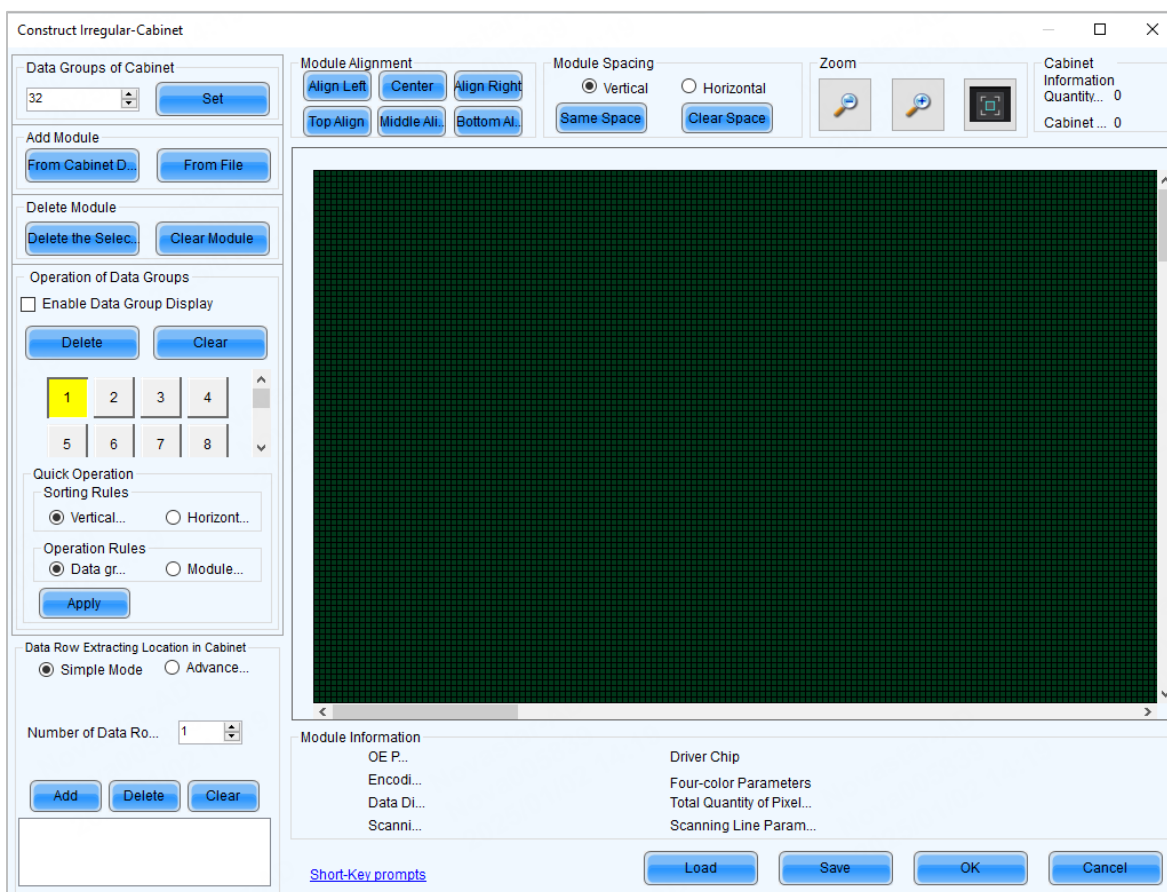 Construct Irregular-Cabinet
Data Groups of Cabinet
32
Set
Add Module
From Cabinet D...
From File
Delete Module
Delete the Selec...
Clear Module
Operation of Data Groups
Enable Data Group Display
Delete
Clear
1
2
3
4
5
6
7
8
Quick Operation
Sorting Rules
Vertical...
Horizont...
Operation Rules
Data gr...
Module...
Apply
Data Row Extracting Location in Cabinet
Simple Mode
Advance...
Number of Data Ro...
1
Add
Delete
Clear
Module Alignment
Align Left
Center
Align Right
Top Align
Middle Ali..
Bottom Al..
Module Spacing
Vertical
Horizontal
Same Space
Clear Space
Zoom
Cabinet
Information
Quantity... 0
Cabinet ... 0
Module Information
OE P...
Encodi...
Data Di...
Scanni...
Driver Chip
Four-color Parameters
Total Quantity of Pixel...
Scanning Line Param...
Short-Key prompts
Load
Save
OK
Cancel